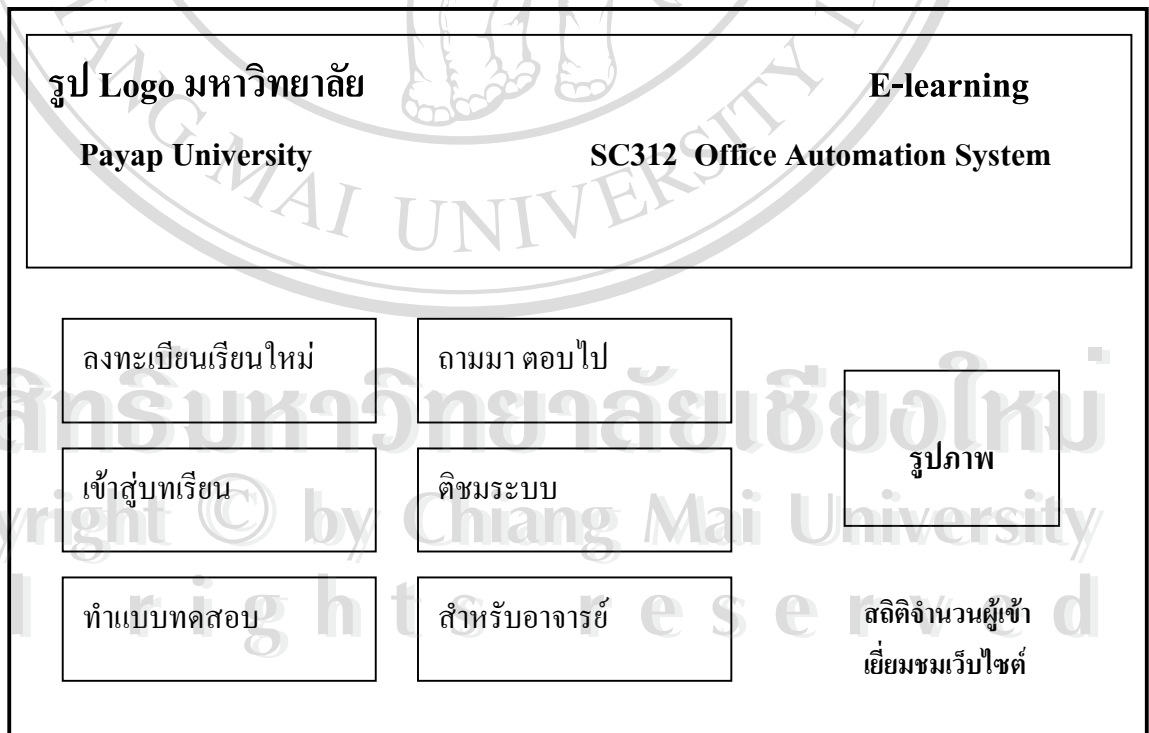 รูป Logo มหาวิทยาลัย E-learning
Payap University SC312 Office Automation System
ANG MAI UNIVERSITY
ลงทะเบียนเรียนใหม่ ถามมา ตอบไป
เข้าสู่บทเรียน ติชมระบบ
รูปภาพ
ทำแบบทดสอบ สำหรับอาจารย์
สถิติจำนวนผู้เข้า
เยี่ยมชมเว็บไซต์
สิทธิมหาวิทยาลัยเชียงใหม่
yright © by Chiang Mai University
l rights reserved